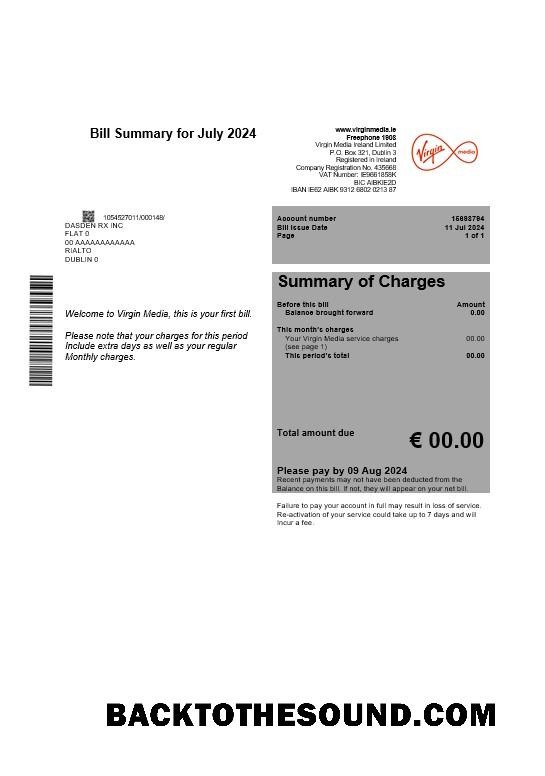 Bill Summary for July 2024
www.virginmedia.ie
Freephone 1908
Virgin Media Ireland Limited
P.O. Box 321, Dublin 3
Registered in Ireland
Company Registration No. 435668
VAT Number: IE9661858K
BIC AIBKIE2D
IBAN IE62 AIBK 9312 6802 0213 87
Virgin media
1054527011/000148/
DASDEN RX INC
FLAT 0
00 AAAAAAAAAAAA
RIALTO
DUBLIN 0
Account number 15893794
Bill Issue Date 11 Jul 2024
Page 1 of 1
Summary of Charges
Before this bill Amount
Balance brought forward 0.00
This month's charges
Your Virgin Media service charges 00.00
(see page 1)
This period's total 00.00
Welcome to Virgin Media, this is your first bill.
Please note that your charges for this period
Include extra days as well as your regular
Monthly charges.
Total amount due € 00.00
Please pay by 09 Aug 2024
Recent payments may not have been deducted from the
Balance on this bill. If not, they will appear on your net bill.
Failure to pay your account in full may result in loss of service.
Re-activation of your service could take up to 7 days and will
Incur a fee.
BACKTOTHESOUND.COM